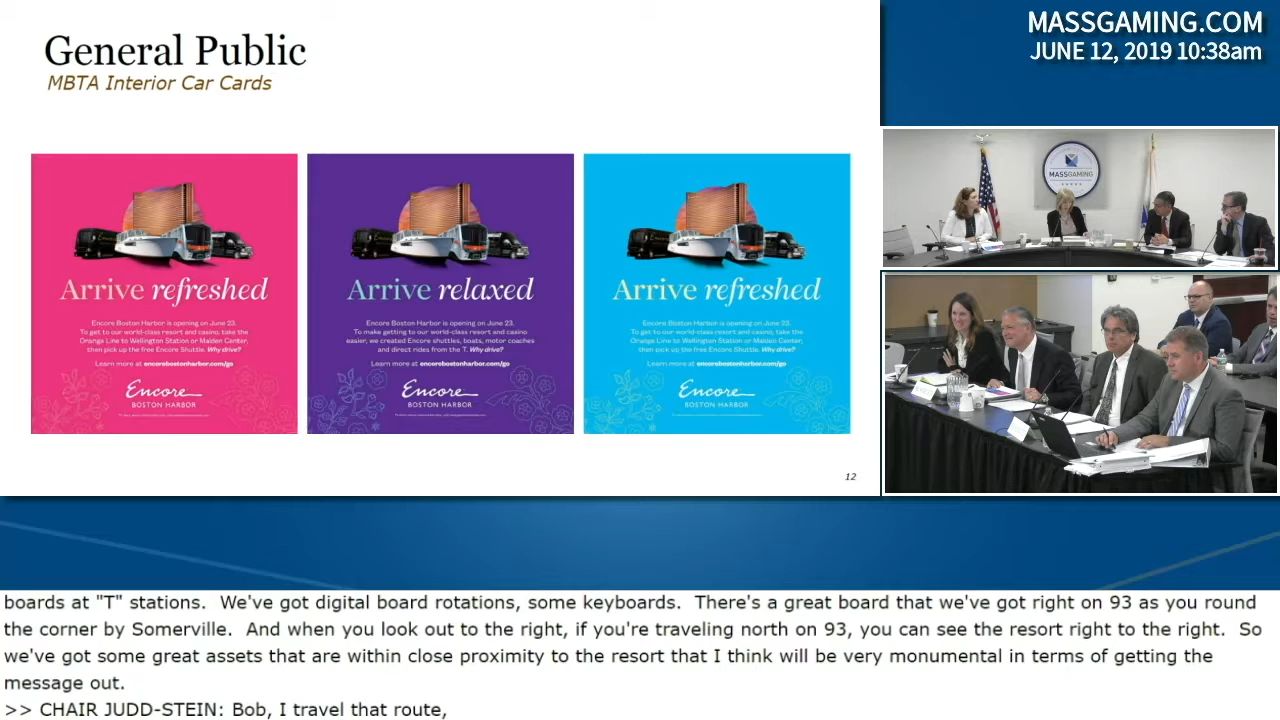 General Public
MBTA Interior Car Cards
MASSGAMING.COM
JUNE 12, 2019 10:38am
MASSGAMING
Arrive refreshed
Encore Boston Harbor is opening on June 23.
To get to our world-class resort and casino, take the
Orange Line to Wellington Station or Malden Center,
then pick up the free Encore Shuttle. Why drive?
Learn more at encorebostonharbor.com/go
Encore
BOSTON HARBOR
Arrive relaxed
Encore Boston Harbor is opening on June 23.
To make getting to our world-class resort and casino
easier, we created Encore shuttles, boats, motor coaches
and direct rides from the T. Why drive?
Learn more at encorebostonharbor.com/go
Encore
BOSTON HARBOR
Arrive refreshed
Encore Boston Harbor is opening on June 23.
To get to our world-class resort and casino, take the
Orange Line to Wellington Station or Malden Center,
then pick up the free Encore Shuttle. Why drive?
Learn more at encorebostonharbor.com/go
Encore
BOSTON HARBOR
12
boards at "T" stations. We've got digital board rotations, some keyboards. There's a great board that we've got right on 93 as you round
the corner by Somerville. And when you look out to the right, if you're traveling north on 93, you can see the resort right to the right. So
we've got some great assets that are within close proximity to the resort that I think will be very monumental in terms of getting the
message out.
>> CHAIR JUDD-STEIN: Bob, I travel that route,